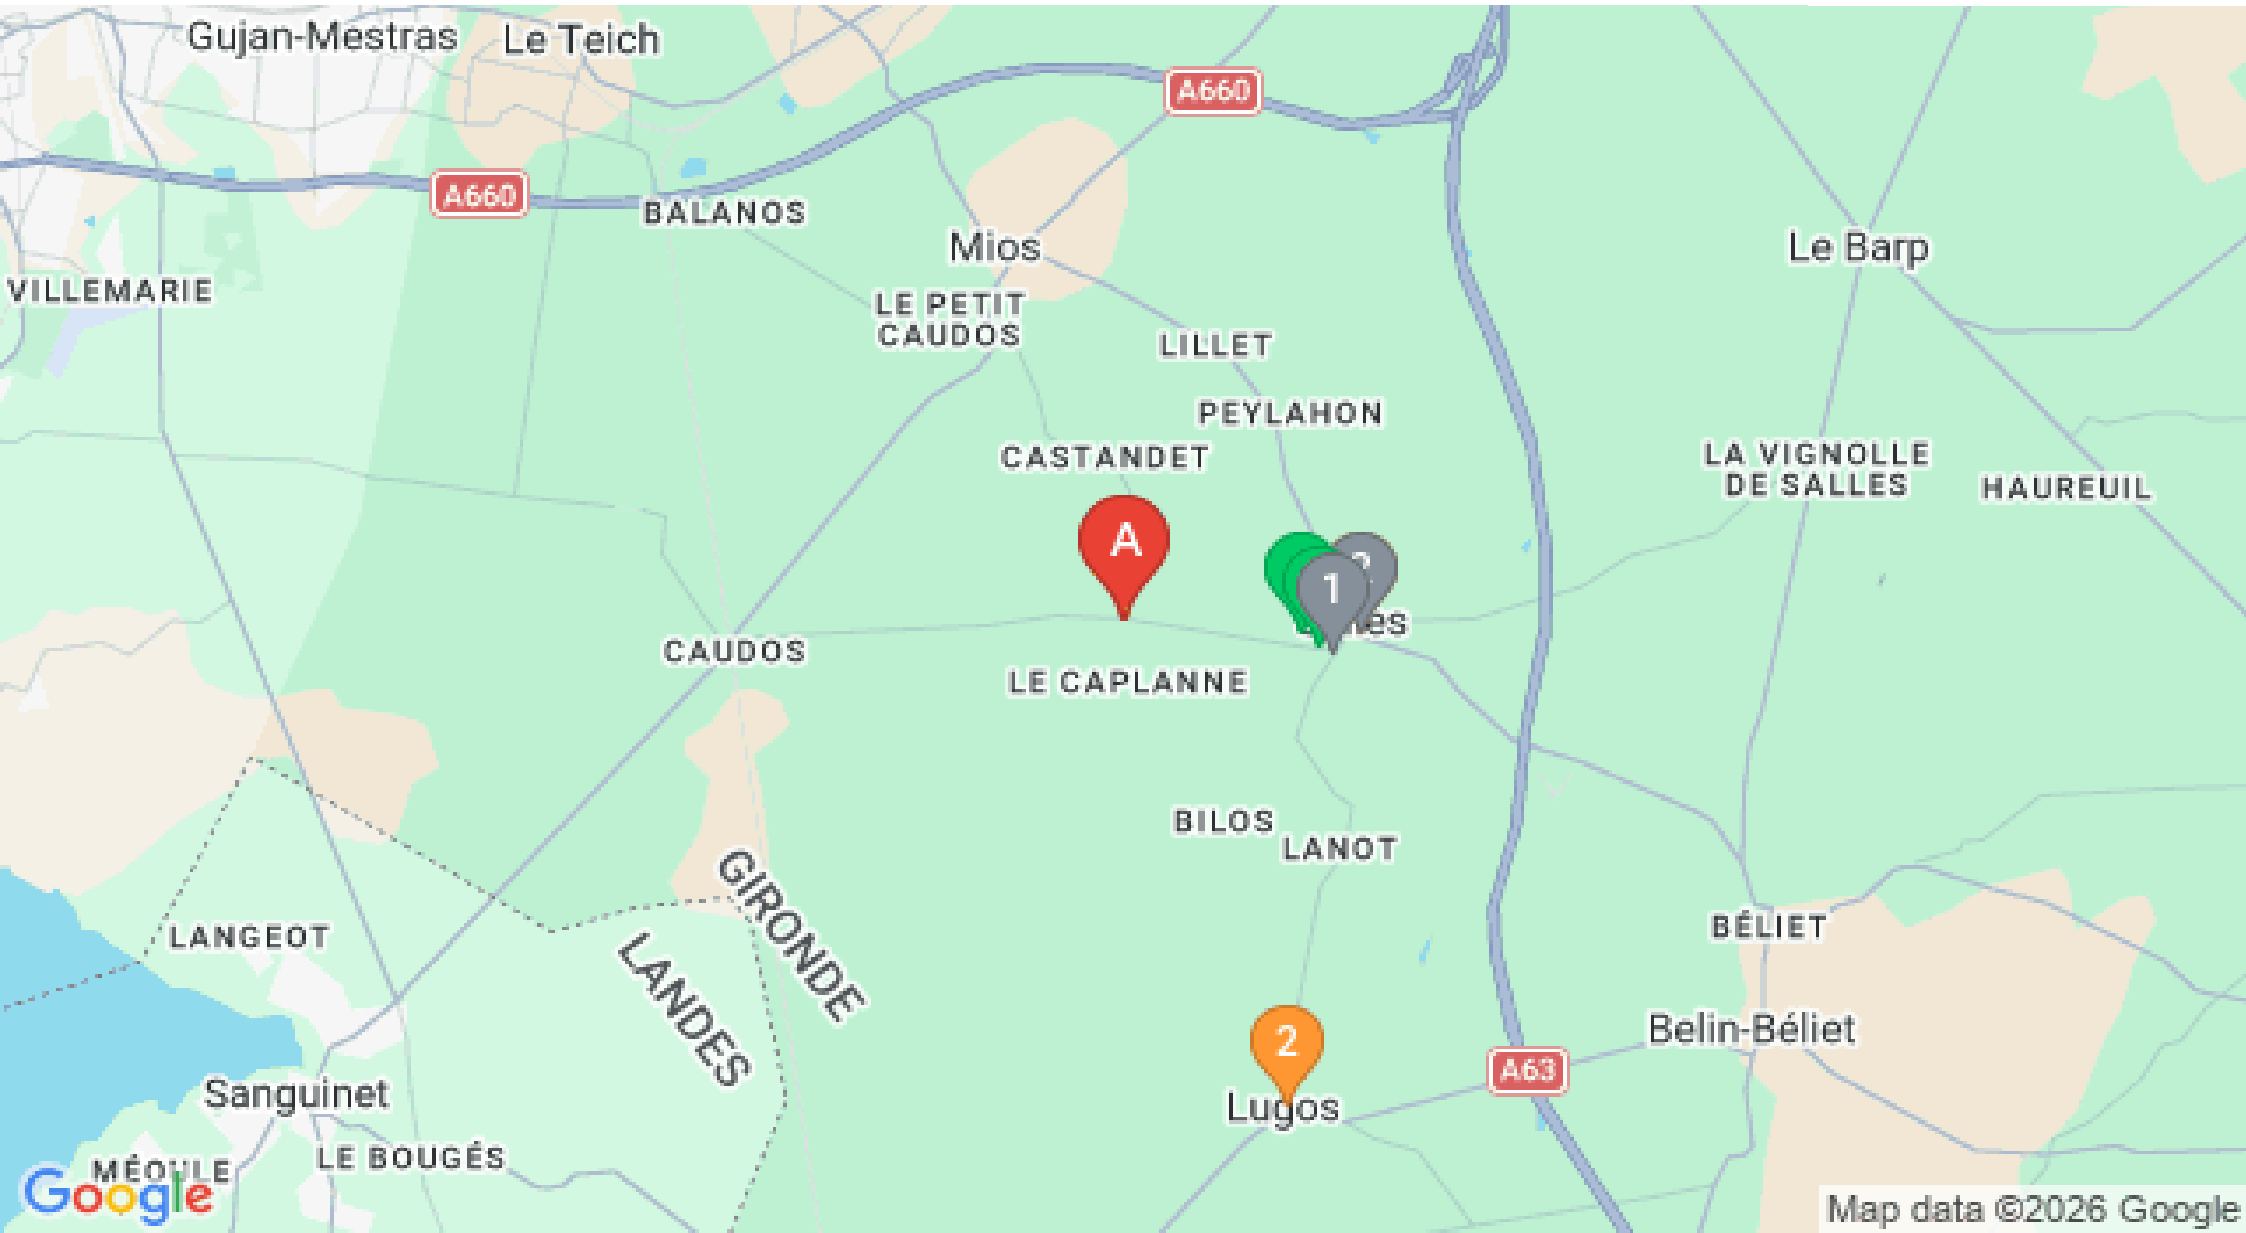 Gujan-Mestras
Le Teich
A660
A660
BALANOS
Mios
Le Barp
VILLEMARIE
LE PETIT
CAUDOS
LILLET
PEYLAHON
CASTANDET
LA VIGNOLLE
DE SALLES
HAUREUIL
A
1
CAUDOS
LE CAPLANNE
BILOS
LANOT
GIRONDE
LANDES
LANGEOT
BÉLIET
Belin-Béliet
2
A63
Lugos
Sanguinet
LE BOUGÉS
MÉOULE
Google
Map data ©2026 Google